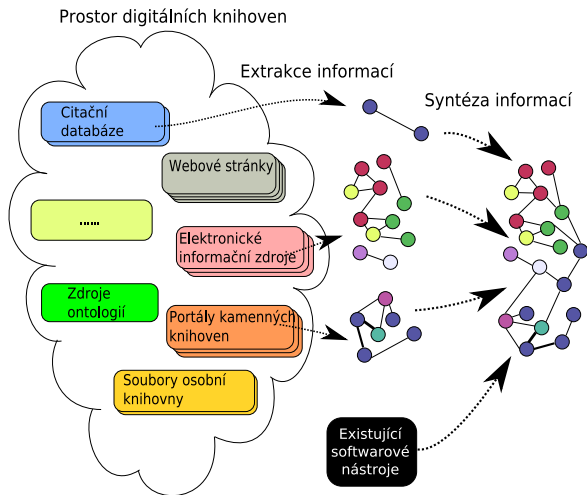 Prostor digitálních knihoven
Extrakce informací
Syntéza informací
Citační
databáze
Webové stránky
......
Elektronické
informační zdroje
Zdroje
ontologií
Portály kamenných
knihoven
Soubory osobní
knihovny
Existující
softwarové
nástroje